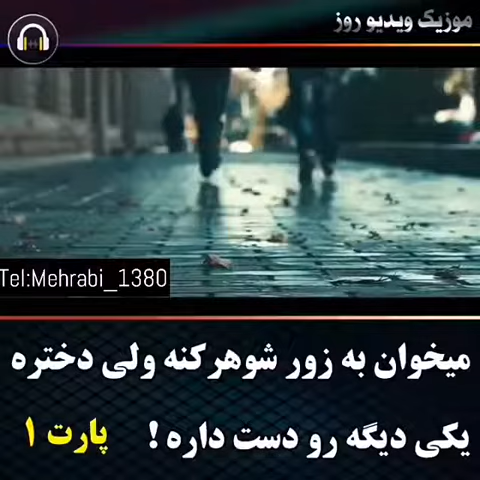 موزیک ویدیو روز
Tel:Mehrabi_1380
میخوان به زور شوهرکنه ولی دختره
یکی دیگه رو دست داره ! پارت ۱